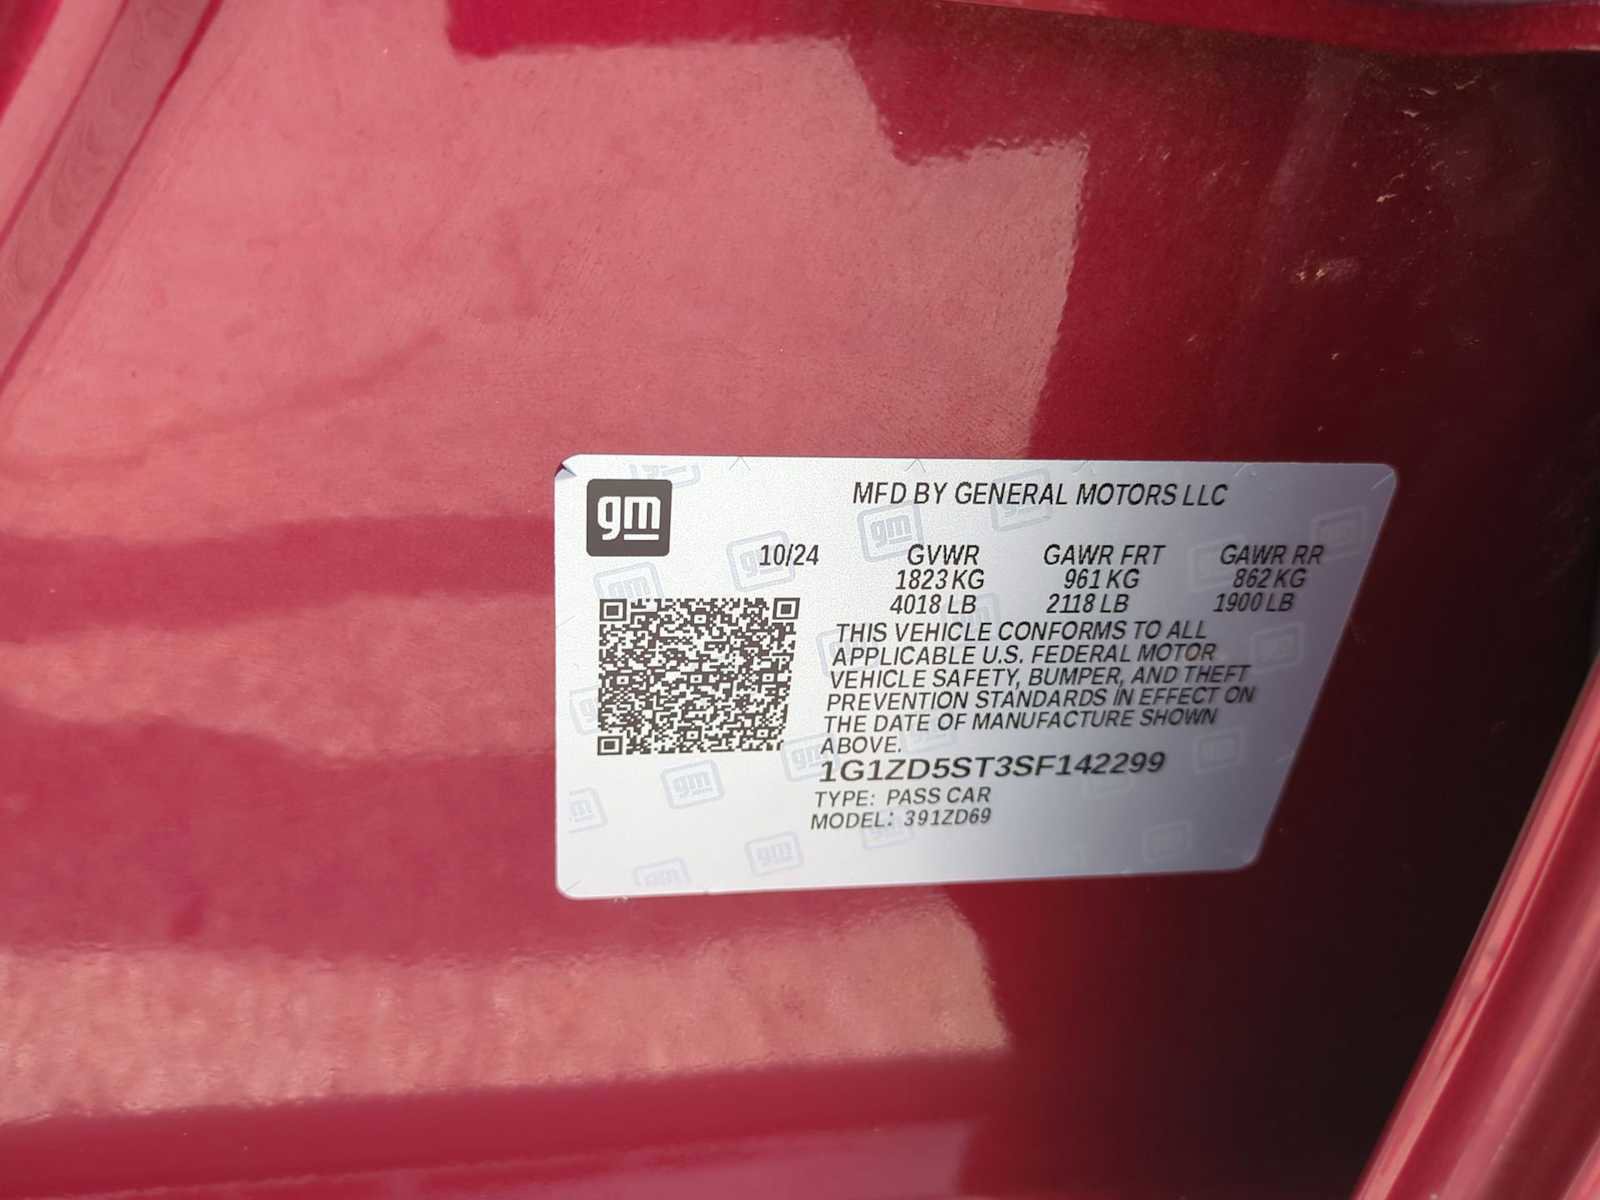 gm
MFD BY GENERAL MOTORS LLC
10/24 GVWR GAWR FRT GAWR RR
1823 KG 961 KG 862 KG
4018 LB 2118 LB 1900 LB
THIS VEHICLE CONFORMS TO ALL
APPLICABLE U.S. FEDERAL MOTOR
VEHICLE SAFETY, BUMPER, AND THEFT
PREVENTION STANDARDS IN EFFECT ON
THE DATE OF MANUFACTURE SHOWN
ABOVE.
1G1ZD5ST3SF142299
TYPE: PASS CAR
MODEL: 391ZD69